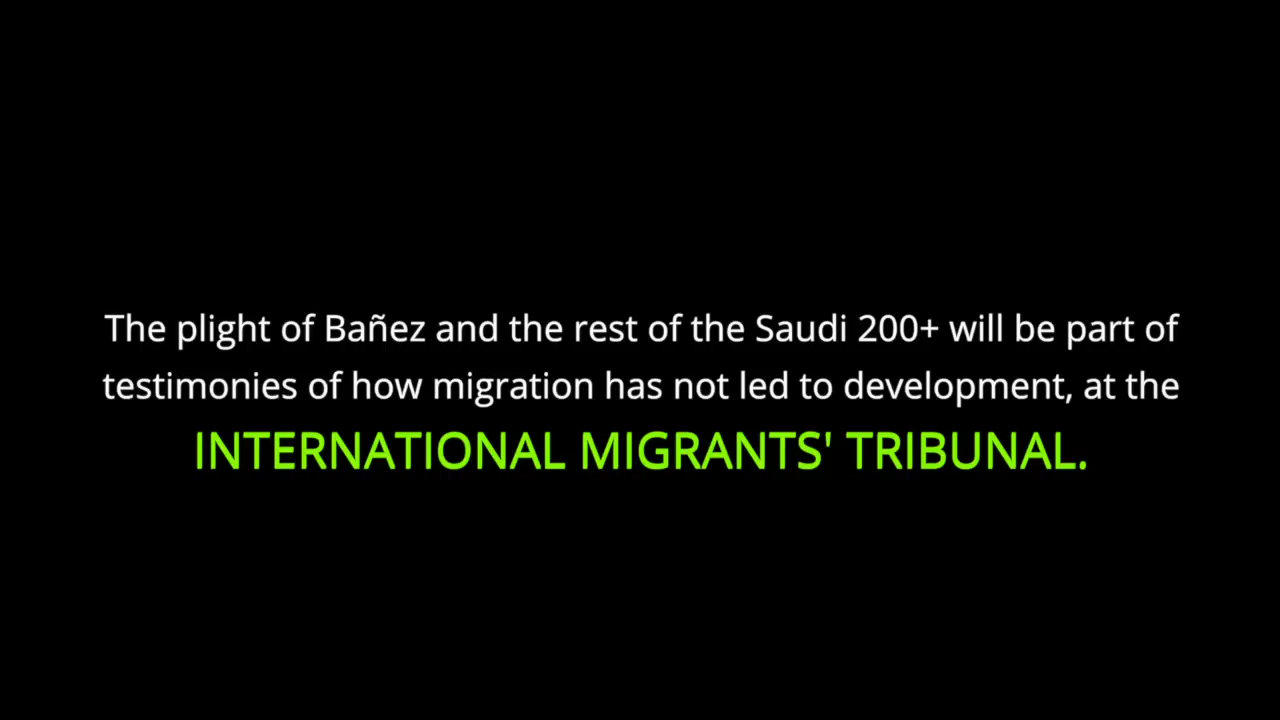 The plight of Bañez and the rest of the Saudi 200+ will be part of
testimonies of how migration has not led to development, at the
INTERNATIONAL MIGRANTS' TRIBUNAL.